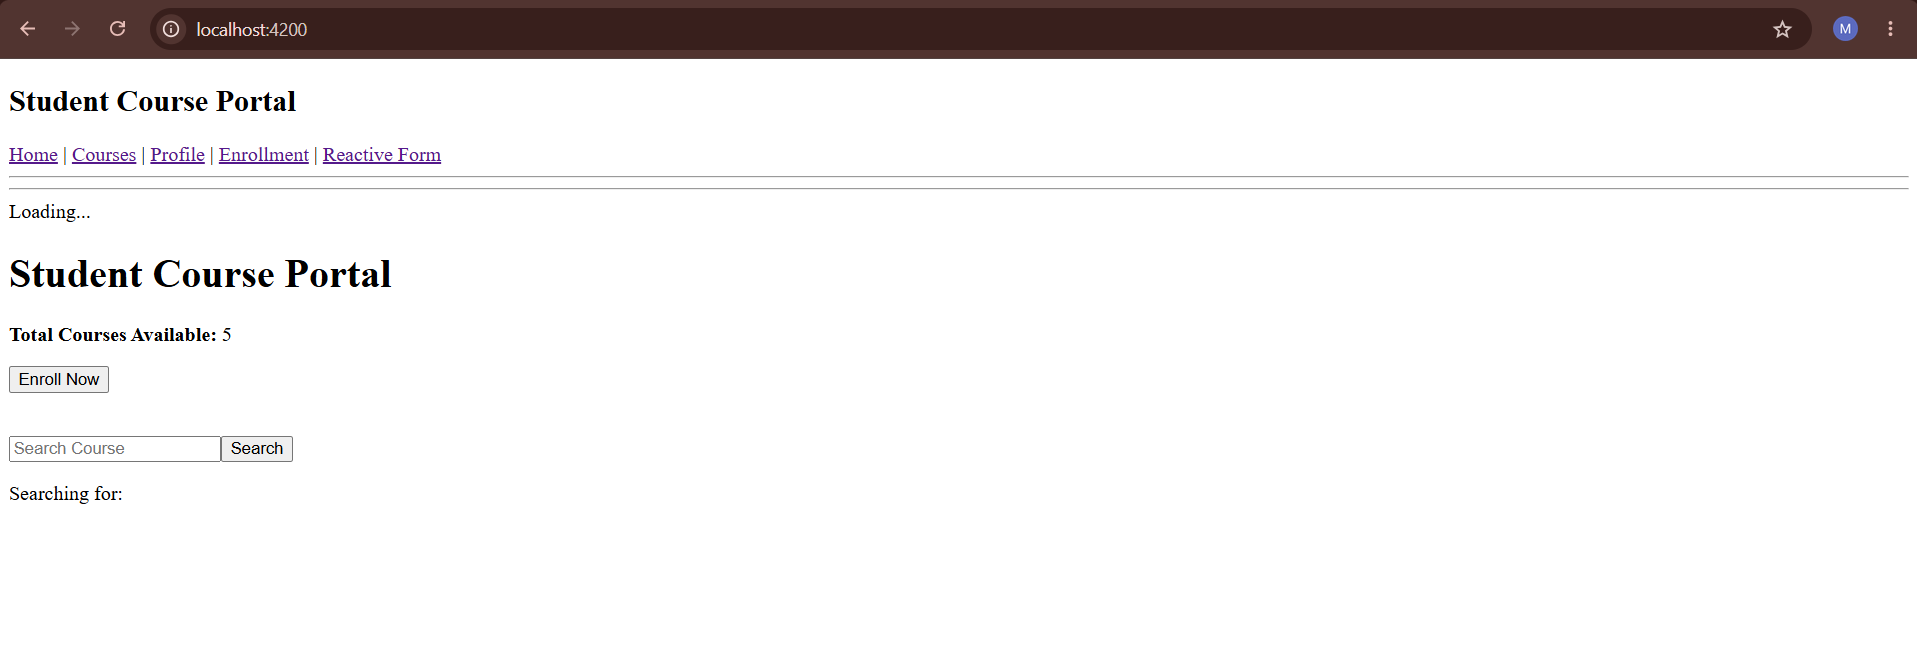 localhost:4200
M
Student Course Portal
Home | Courses | Profile | Enrollment | Reactive Form
Loading...
Student Course Portal
Total Courses Available: 5
Enroll Now
Search Course Search
Searching for: